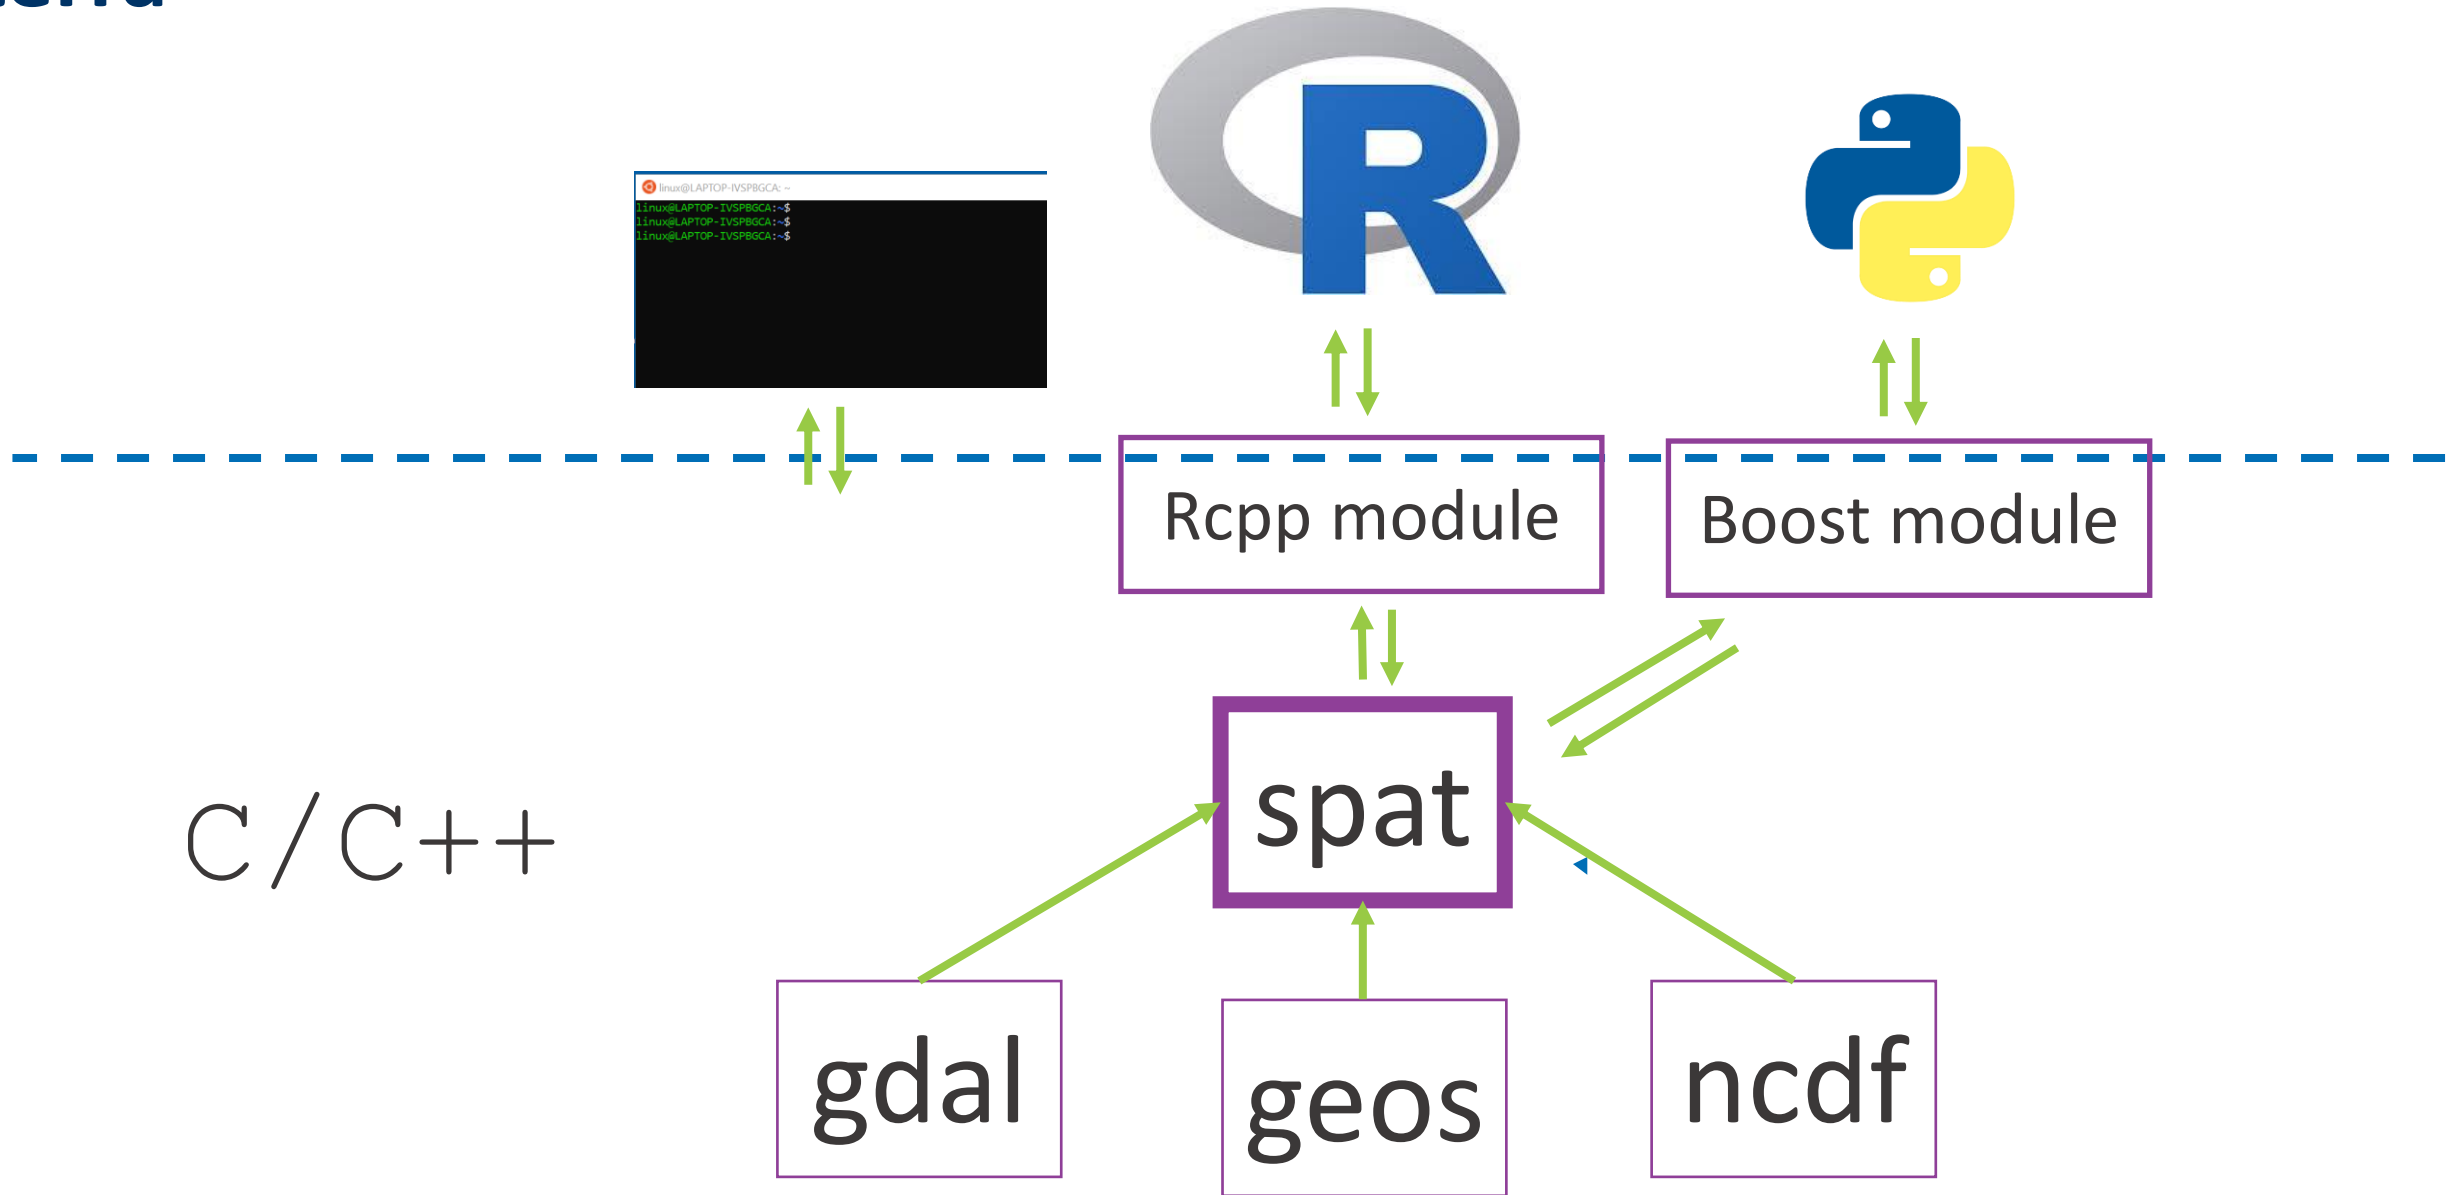 linux@LAPTOP-IVSPBGCA: ~
linux@LAPTOP-IVSPBGCA:~$
linux@LAPTOP-IVSPBGCA:~$
linux@LAPTOP-IVSPBGCA:~$
R
Rcpp module
Boost module
spat
C/C++
gdal
geos
ncdf